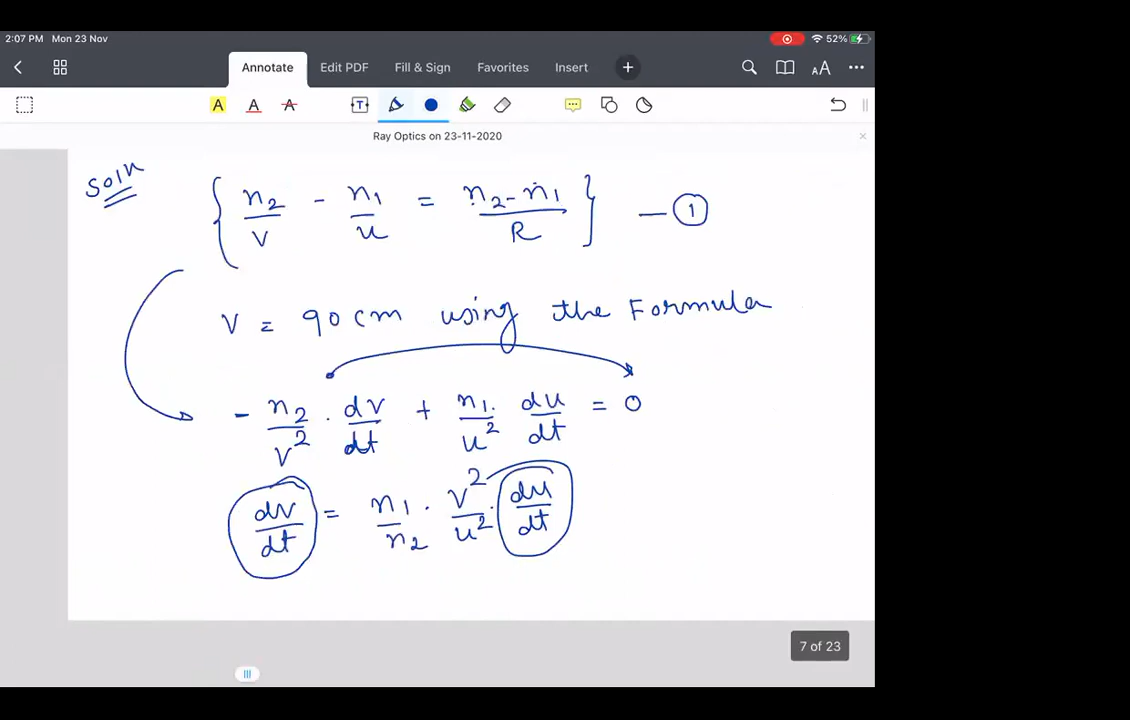 2:07 PM Mon 23 Nov 52%
Annotate Edit PDF Fill & Sign Favorites Insert
A A A T AA
Ray Optics on 23-11-2020
Soln
{ n₂/v - n₁/u = n₂-n₁/R } — ①
V = 90 cm using the Formula
- n₂/v² . dv/dt + n₁/u² . du/dt = 0
dv/dt = n₁/n₂ . v²/u² . du/dt
7 of 23